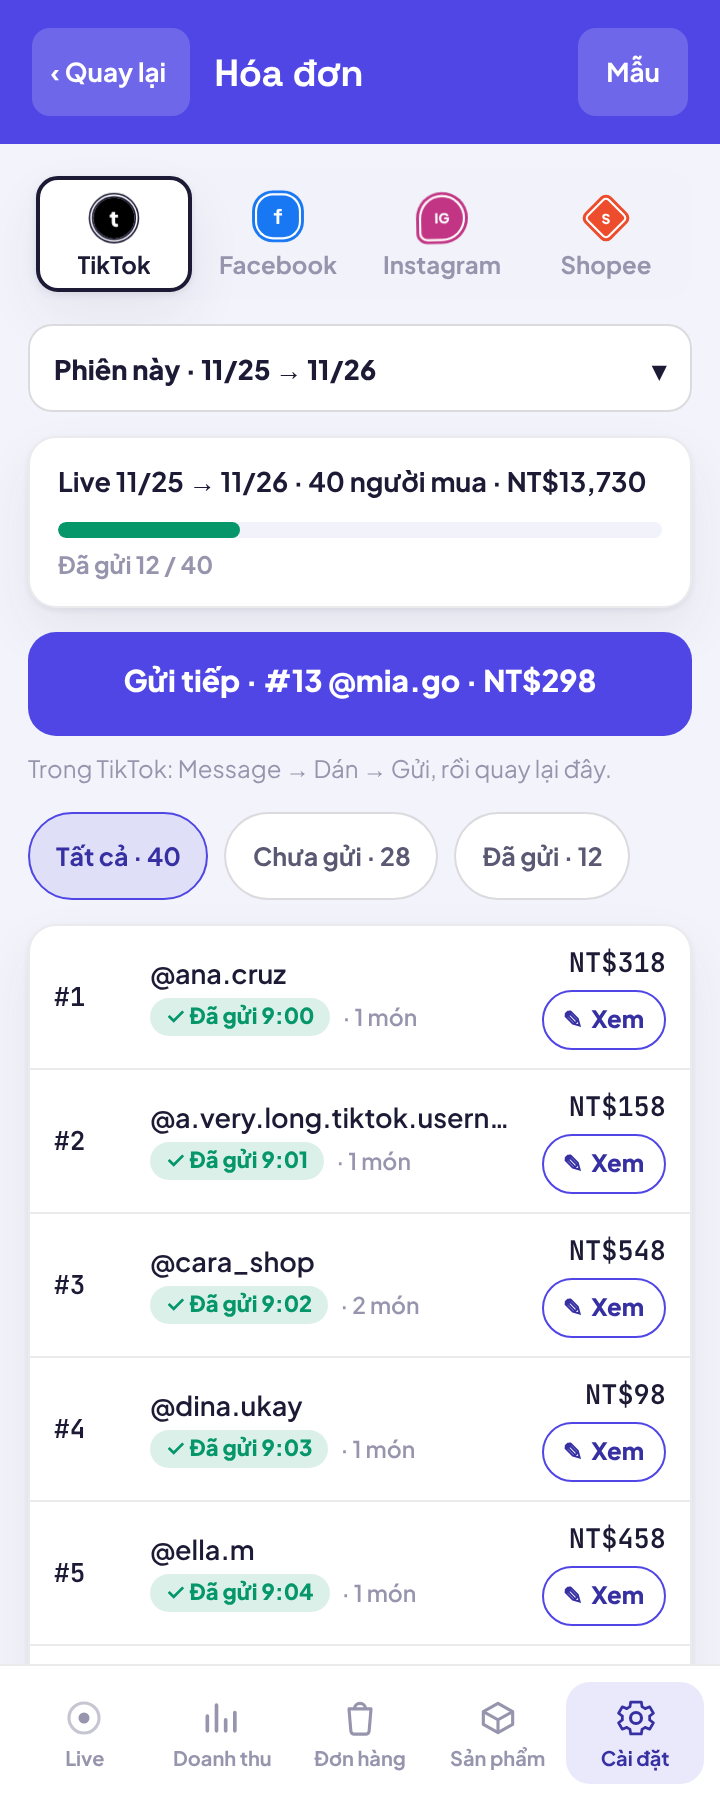 ‹ Quay lại
Hóa đơn
Mẫu
t
f
IG
S
TikTok
Facebook
Instagram
Shopee
Phiên này · 11/25 → 11/26 ▼
Live 11/25 → 11/26 · 40 người mua · NT$13,730
Đã gửi 12 / 40
Gửi tiếp · #13 @mia.go · NT$298
Trong TikTok: Message → Dán → Gửi, rồi quay lại đây.
Tất cả · 40
Chưa gửi · 28
Đã gửi · 12
#1
@ana.cruz
✓ Đã gửi 9:00 · 1 món
NT$318
✎ Xem
#2
@a.very.long.tiktok.usern…
✓ Đã gửi 9:01 · 1 món
NT$158
✎ Xem
#3
@cara_shop
✓ Đã gửi 9:02 · 2 món
NT$548
✎ Xem
#4
@dina.ukay
✓ Đã gửi 9:03 · 1 món
NT$98
✎ Xem
#5
@ella.m
✓ Đã gửi 9:04 · 1 món
NT$458
✎ Xem
Live
Doanh thu
Đơn hàng
Sản phẩm
Cài đặt